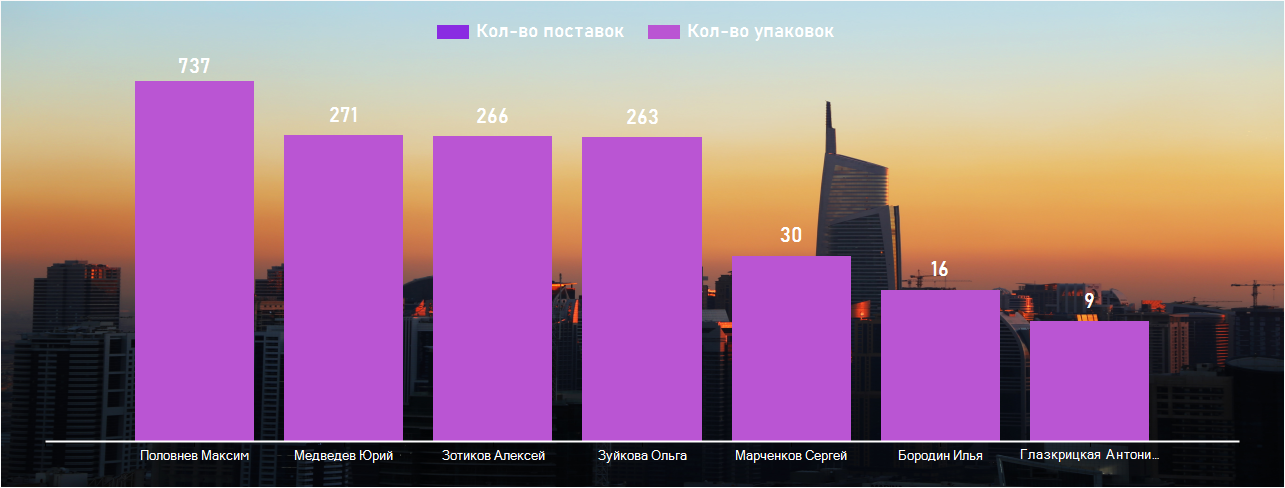 Кол-во поставок Кол-во упаковок
737
271
266
263
30
16
9
Половнев Максим
Медведев Юрий
Зотиков Алексей
Зуйкова Ольга
Марченков Сергей
Бородин Илья
Глазкрицкая Антони...